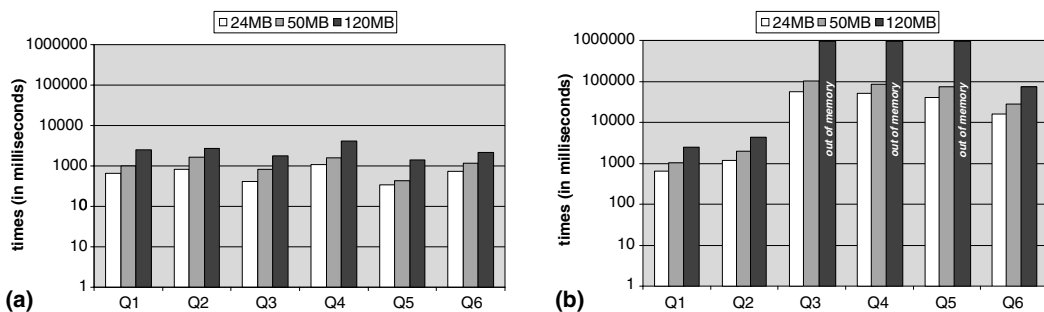 24MB 50MB 120MB
times (in milliseconds)
1000000
100000
10000
1000
100
10
1
Q1 Q2 Q3 Q4 Q5 Q6
(a)
24MB 50MB 120MB
times (in milliseconds)
1000000
100000
10000
1000
100
10
1
out of memory
out of memory
out of memory
Q1 Q2 Q3 Q4 Q5 Q6
(b)